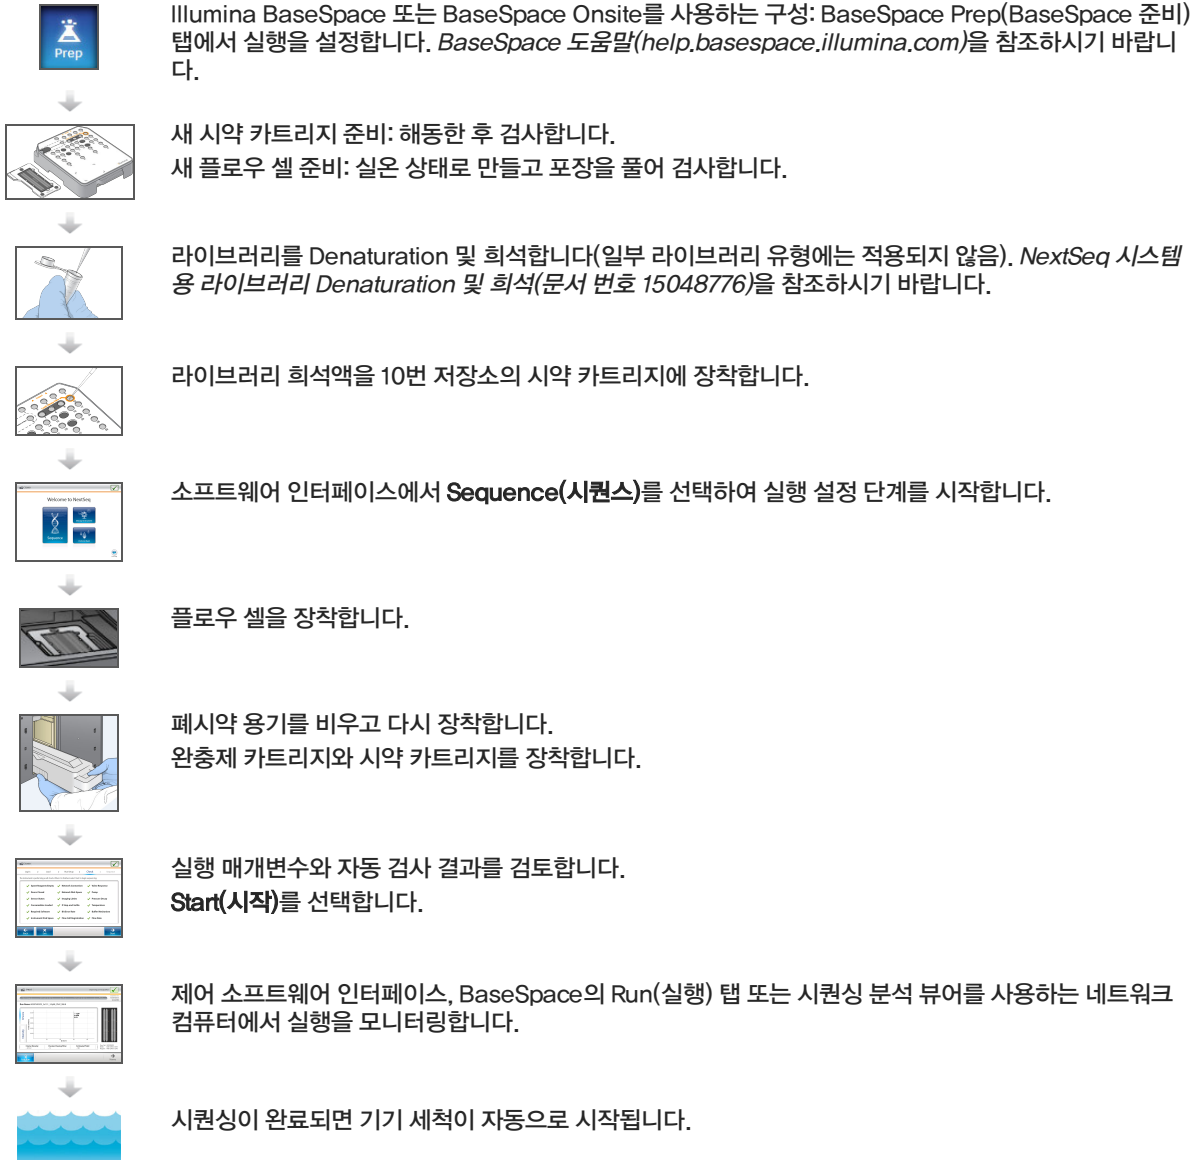 Prep
Illumina BaseSpace 또는 BaseSpace Onsite를 사용하는 구성: BaseSpace Prep(BaseSpace 준비)
탭에서 실행을 설정합니다. BaseSpace 도움말(help.basespace.illumina.com)을 참조하시기 바랍니
다.
새 시약 카트리지 준비: 해동한 후 검사합니다.
새 플로우 셀 준비: 실온 상태로 만들고 포장을 풀어 검사합니다.
라이브러리를 Denaturation 및 희석합니다(일부 라이브러리 유형에는 적용되지 않음). NextSeq 시스템
용 라이브러리 Denaturation 및 희석(문서 번호 15048776)을 참조하시기 바랍니다.
라이브러리 희석액을 10번 저장소의 시약 카트리지에 장착합니다.
Welcome to NextSeq
Sequence
소프트웨어 인터페이스에서 Sequence(시퀀스)를 선택하여 실행 설정 단계를 시작합니다.
플로우 셀을 장착합니다.
폐시약 용기를 비우고 다시 장착합니다.
완충제 카트리지와 시약 카트리지를 장착합니다.
실행 매개변수와 자동 검사 결과를 검토합니다.
Start(시작)를 선택합니다.
제어 소프트웨어 인터페이스, BaseSpace의 Run(실행) 탭 또는 시퀀싱 분석 뷰어를 사용하는 네트워크
컴퓨터에서 실행을 모니터링합니다.
시퀀싱이 완료되면 기기 세척이 자동으로 시작됩니다.